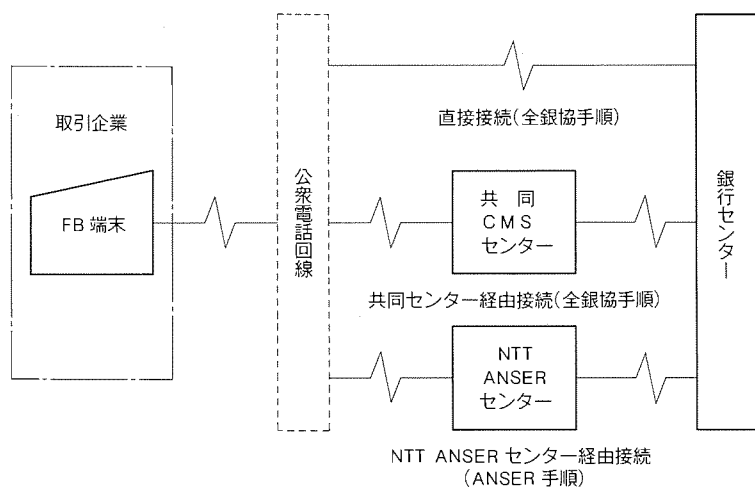 取引企業
FB 端末
公衆電話回線
直接接続(全銀協手順)
共同
CMS
センター
共同センター経由接続(全銀協手順)
NTT
ANSER
センター
NTT ANSER センター経由接続
(ANSER 手順)
銀行センター